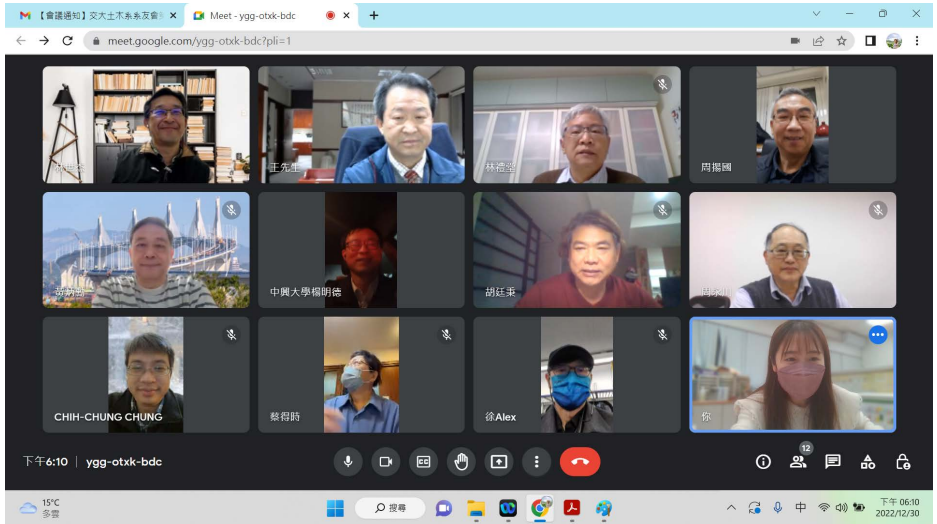 【會議通知】交大土木系系友會
Meet - ygg-otxk-bdc
meet.google.com/ygg-otxk-bdc?pli=1
王先生
林禮堂
周揚國
中興大學楊明德
胡廷秉
CHIH-CHUNG CHUNG
蔡得時
徐Alex
你
下午6:10 | ygg-otxk-bdc
12
15°C
多雲
搜尋
中
下午 06:10
2022/12/30